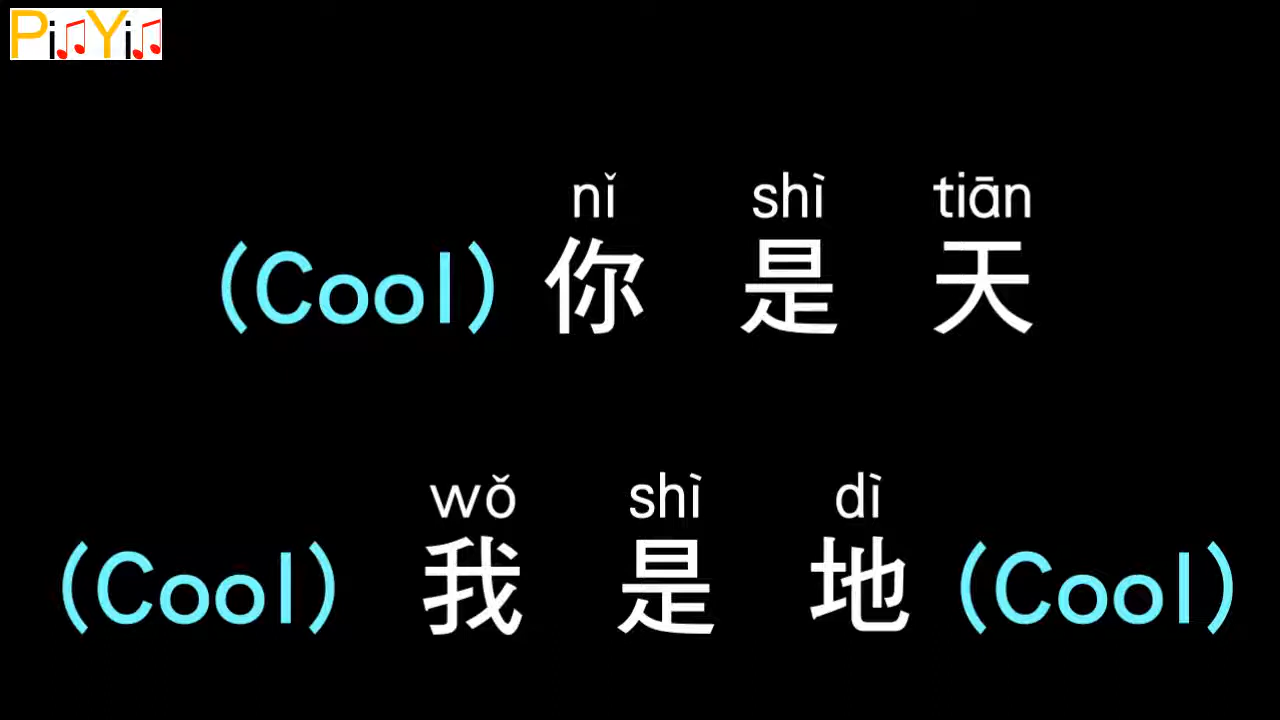 PinYin
nǐ shì tiān
(Cool) 你 是 天
wǒ shì dì
(Cool) 我 是 地 (Cool)